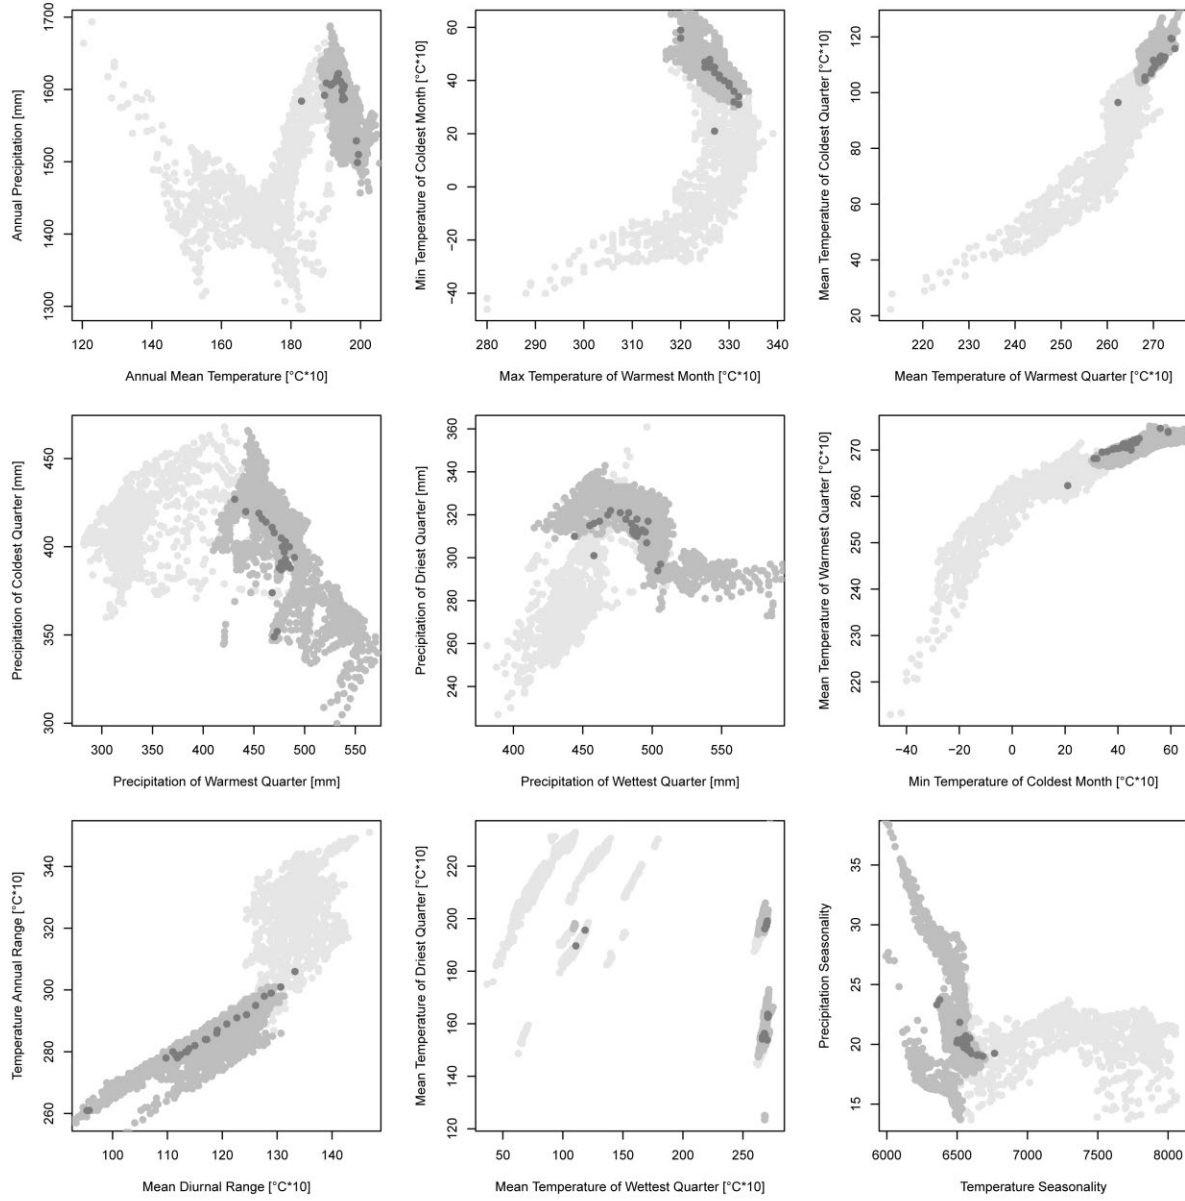 Annual Precipitation [mm]
1300 1400 1500 1600 1700
120 140 160 180 200
Annual Mean Temperature [°C*10]
Min Temperature of Coldest Month [°C*10]
−40 −20 0 20 40 60
280 290 300 310 320 330 340
Max Temperature of Warmest Month [°C*10]
Mean Temperature of Coldest Quarter [°C*10]
20 40 60 80 100 120
220 230 240 250 260 270
Mean Temperature of Warmest Quarter [°C*10]
Precipitation of Coldest Quarter [mm]
300 350 400 450
300 350 400 450 500 550
Precipitation of Warmest Quarter [mm]
Precipitation of Driest Quarter [mm]
240 260 280 300 320 340 360
400 450 500 550
Precipitation of Wettest Quarter [mm]
Mean Temperature of Warmest Quarter [°C*10]
220 230 240 250 260 270
−40 −20 0 20 40 60
Min Temperature of Coldest Month [°C*10]
Temperature Annual Range [°C*10]
260 280 300 320 340
100 110 120 130 140
Mean Diurnal Range [°C*10]
Mean Temperature of Driest Quarter [°C*10]
120 140 160 180 200 220
50 100 150 200 250
Mean Temperature of Wettest Quarter [°C*10]
Precipitation Seasonality
15 20 25 30 35
6000 6500 7000 7500 8000
Temperature Seasonality